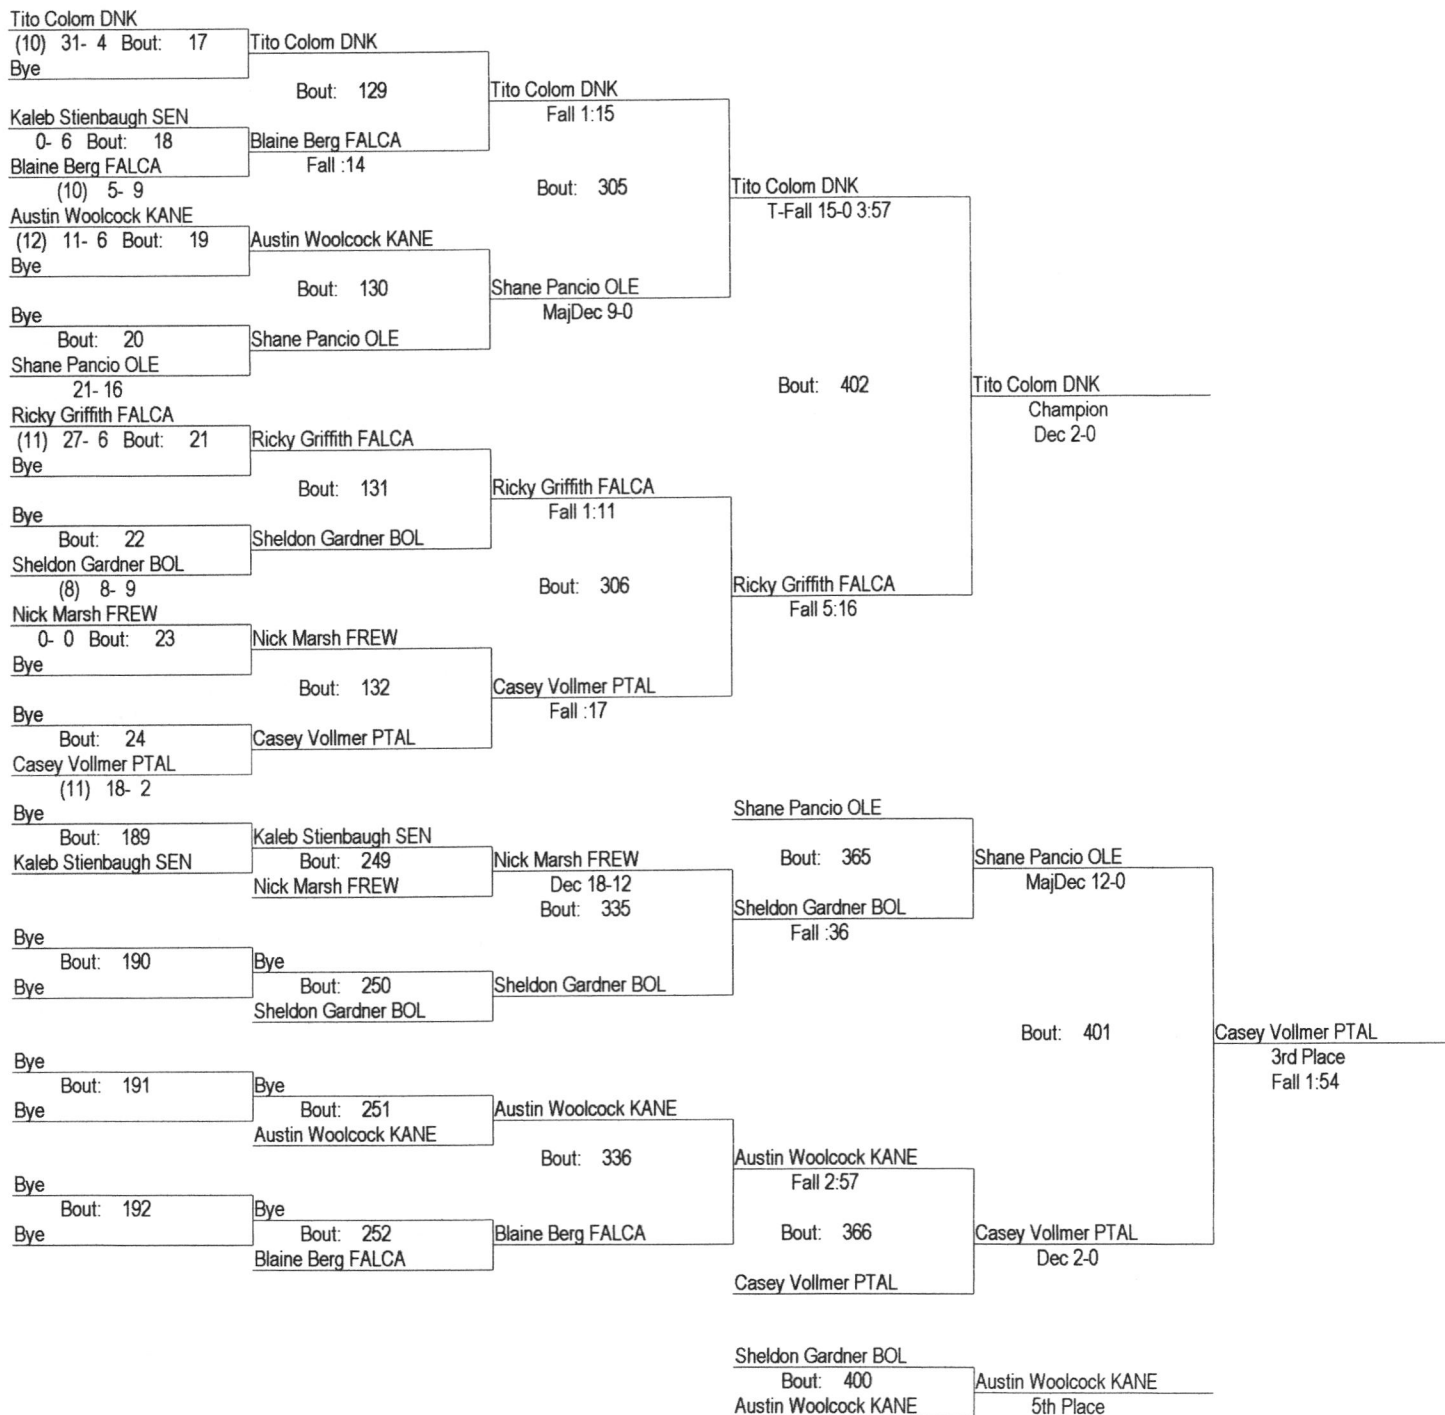 Tito Colom DNK
(10) 31- 4 Bout: 17
Bye
Tito Colom DNK
Bout: 129
Kaleb Stienbaugh SEN
0- 6 Bout: 18
Blaine Berg FALCA
(10) 5- 9
Blaine Berg FALCA
Fall :14
Tito Colom DNK
Fall 1:15
Bout: 305
Austin Woolcock KANE
(12) 11- 6 Bout: 19
Bye
Austin Woolcock KANE
Bout: 130
Bye
Bout: 20
Shane Pancio OLE
21- 16
Shane Pancio OLE
Shane Pancio OLE
MajDec 9-0
Tito Colom DNK
T-Fall 15-0 3:57
Bout: 402
Tito Colom DNK
Champion
Dec 2-0
Ricky Griffith FALCA
(11) 27- 6 Bout: 21
Bye
Ricky Griffith FALCA
Bout: 131
Bye
Bout: 22
Sheldon Gardner BOL
(8) 8- 9
Sheldon Gardner BOL
Ricky Griffith FALCA
Fall 1:11
Bout: 306
Ricky Griffith FALCA
Fall 5:16
Nick Marsh FREW
0- 0 Bout: 23
Bye
Nick Marsh FREW
Bout: 132
Bye
Bout: 24
Casey Vollmer PTAL
(11) 18- 2
Casey Vollmer PTAL
Casey Vollmer PTAL
Fall :17
Bye
Bout: 189
Kaleb Stienbaugh SEN
Kaleb Stienbaugh SEN
Bout: 249
Nick Marsh FREW
Nick Marsh FREW
Dec 18-12
Bout: 335
Bye
Bout: 190
Bye
Bye
Bout: 250
Sheldon Gardner BOL
Sheldon Gardner BOL
Shane Pancio OLE
Bout: 365
Sheldon Gardner BOL
Fall :36
Shane Pancio OLE
MajDec 12-0
Bout: 401
Casey Vollmer PTAL
3rd Place
Fall 1:54
Bye
Bout: 191
Bye
Bye
Bout: 251
Austin Woolcock KANE
Austin Woolcock KANE
Bout: 336
Bye
Bout: 192
Bye
Bye
Bout: 252
Blaine Berg FALCA
Blaine Berg FALCA
Austin Woolcock KANE
Fall 2:57
Bout: 366
Casey Vollmer PTAL
Casey Vollmer PTAL
Dec 2-0
Sheldon Gardner BOL
Bout: 400
Austin Woolcock KANE
Austin Woolcock KANE
5th Place